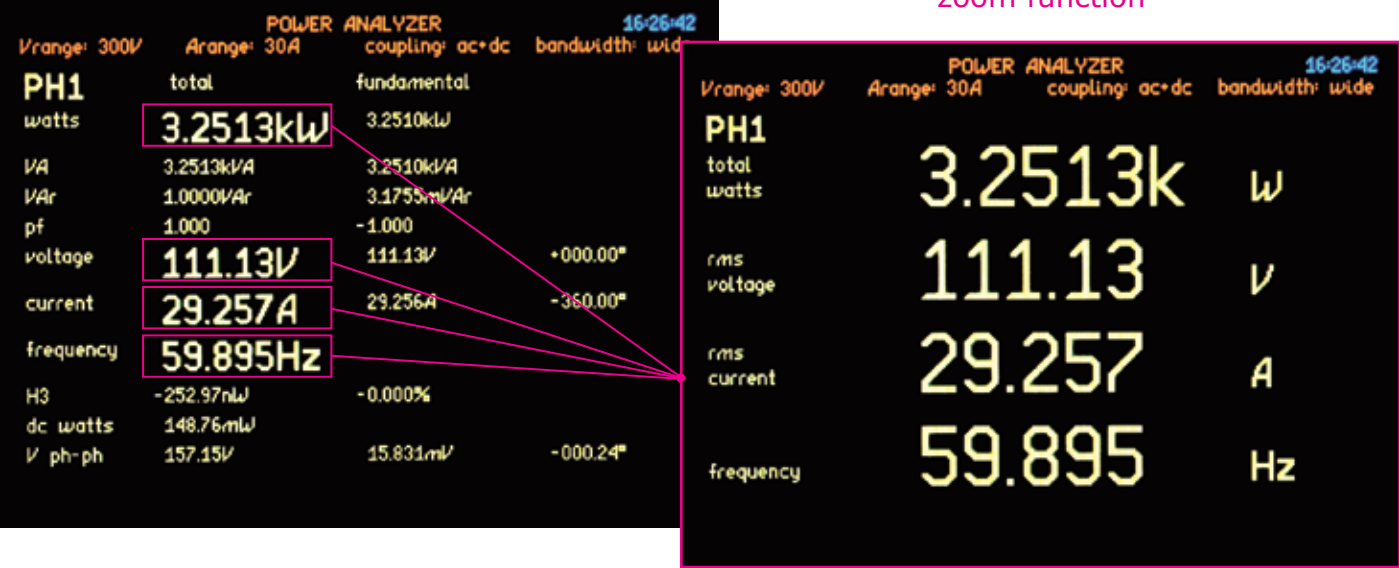 zoom function
POWER ANALYZER 16:26:42
Vrange: 300V Arange: 30A coupling: ac+dc bandwidth: wide
PH1 total fundamental
watts 3.2513kW 3.2510kW
VA 3.2513kVA 3.2510kVA
VAr 1.0000VAr 3.1755mVAr
pf 1.000 -1.000
voltage 111.13V 111.13V +000.00°
current 29.257A 29.256A -360.00°
frequency 59.895Hz
H3 -252.97nW -0.000%
dc watts 148.76mW
V ph-ph 157.15V 15.831mV -000.24°
POWER ANALYZER 16:26:42
Vrange: 300V Arange: 30A coupling: ac+dc bandwidth: wide
PH1
total
watts 3.2513k W
rms
voltage 111.13 V
rms
current 29.257 A
frequency 59.895 Hz